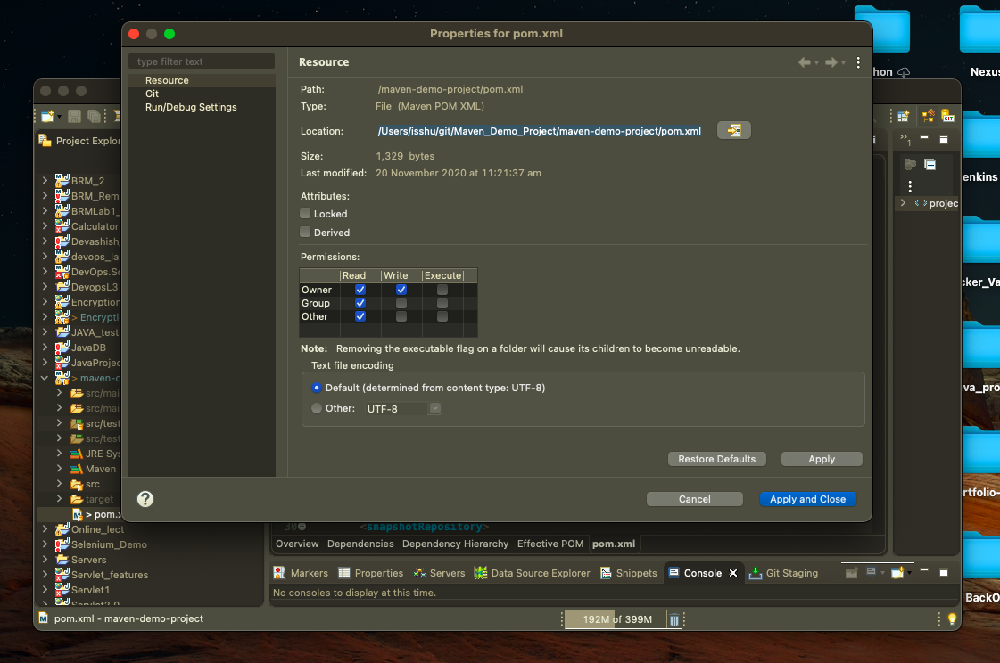 Properties for pom.xml
type filter text
Resource
Git
Run/Debug Settings
Resource
Path: /maven-demo-project/pom.xml
Type: File (Maven POM XML)
Location: /Users/isshu/git/Maven_Demo_Project/maven-demo-project/pom.xml
Size: 1,329 bytes
Last modified: 20 November 2020 at 11:21:37 am
Attributes:
Locked
Derived
Permissions:
Read Write Execute
Owner
Group
Other
Note: Removing the executable flag on a folder will cause its children to become unreadable.
Text file encoding
Default (determined from content type: UTF-8)
Other: UTF-8
Restore Defaults Apply
Cancel Apply and Close
Project Explor
BRM_2
BRM_Rem
BRMLab1_
Calculator
Devashish_
devops_lab
DevOps.So
DevopsL3
Encryption
> Encryptio
JAVA_test
JavaDB
JavaProjec
> maven-d
src/mai
src/mai
src/test
src/test
JRE Sys
Maven
src
target
> pom.x
Online_lect
Selenium_Demo
Servers
Servlet_features
Servlet1
Servlet2.0
30
<snapshotRepository>
Overview Dependencies Dependency Hierarchy Effective POM pom.xml
Markers Properties Servers Data Source Explorer Snippets Console Git Staging
No consoles to display at this time.
pom.xml - maven-demo-project
192M of 399M
»1
projec
hon
Nexus
enkins
cker_Va
va_pro
rtfolio-
BackO